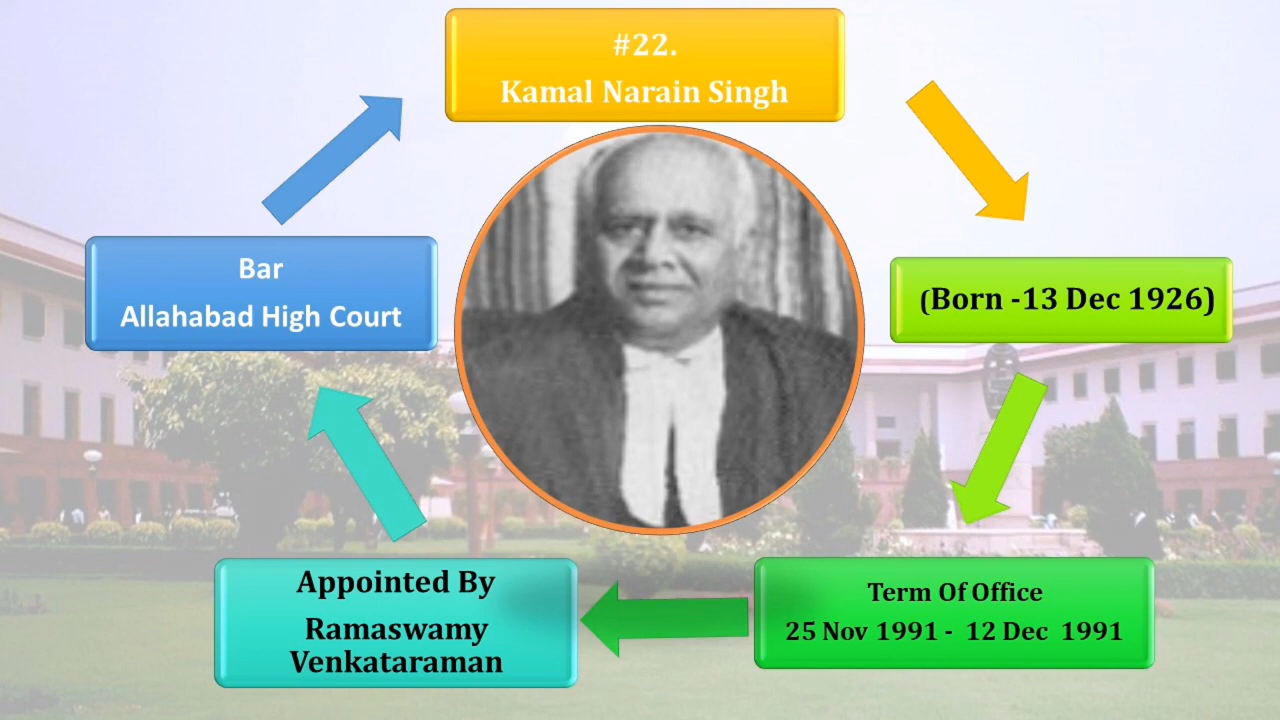 #22.
Kamal Narain Singh
(Born -13 Dec 1926)
Term Of Office
25 Nov 1991 - 12 Dec 1991
Appointed By
Ramaswamy
Venkataraman
Bar
Allahabad High Court